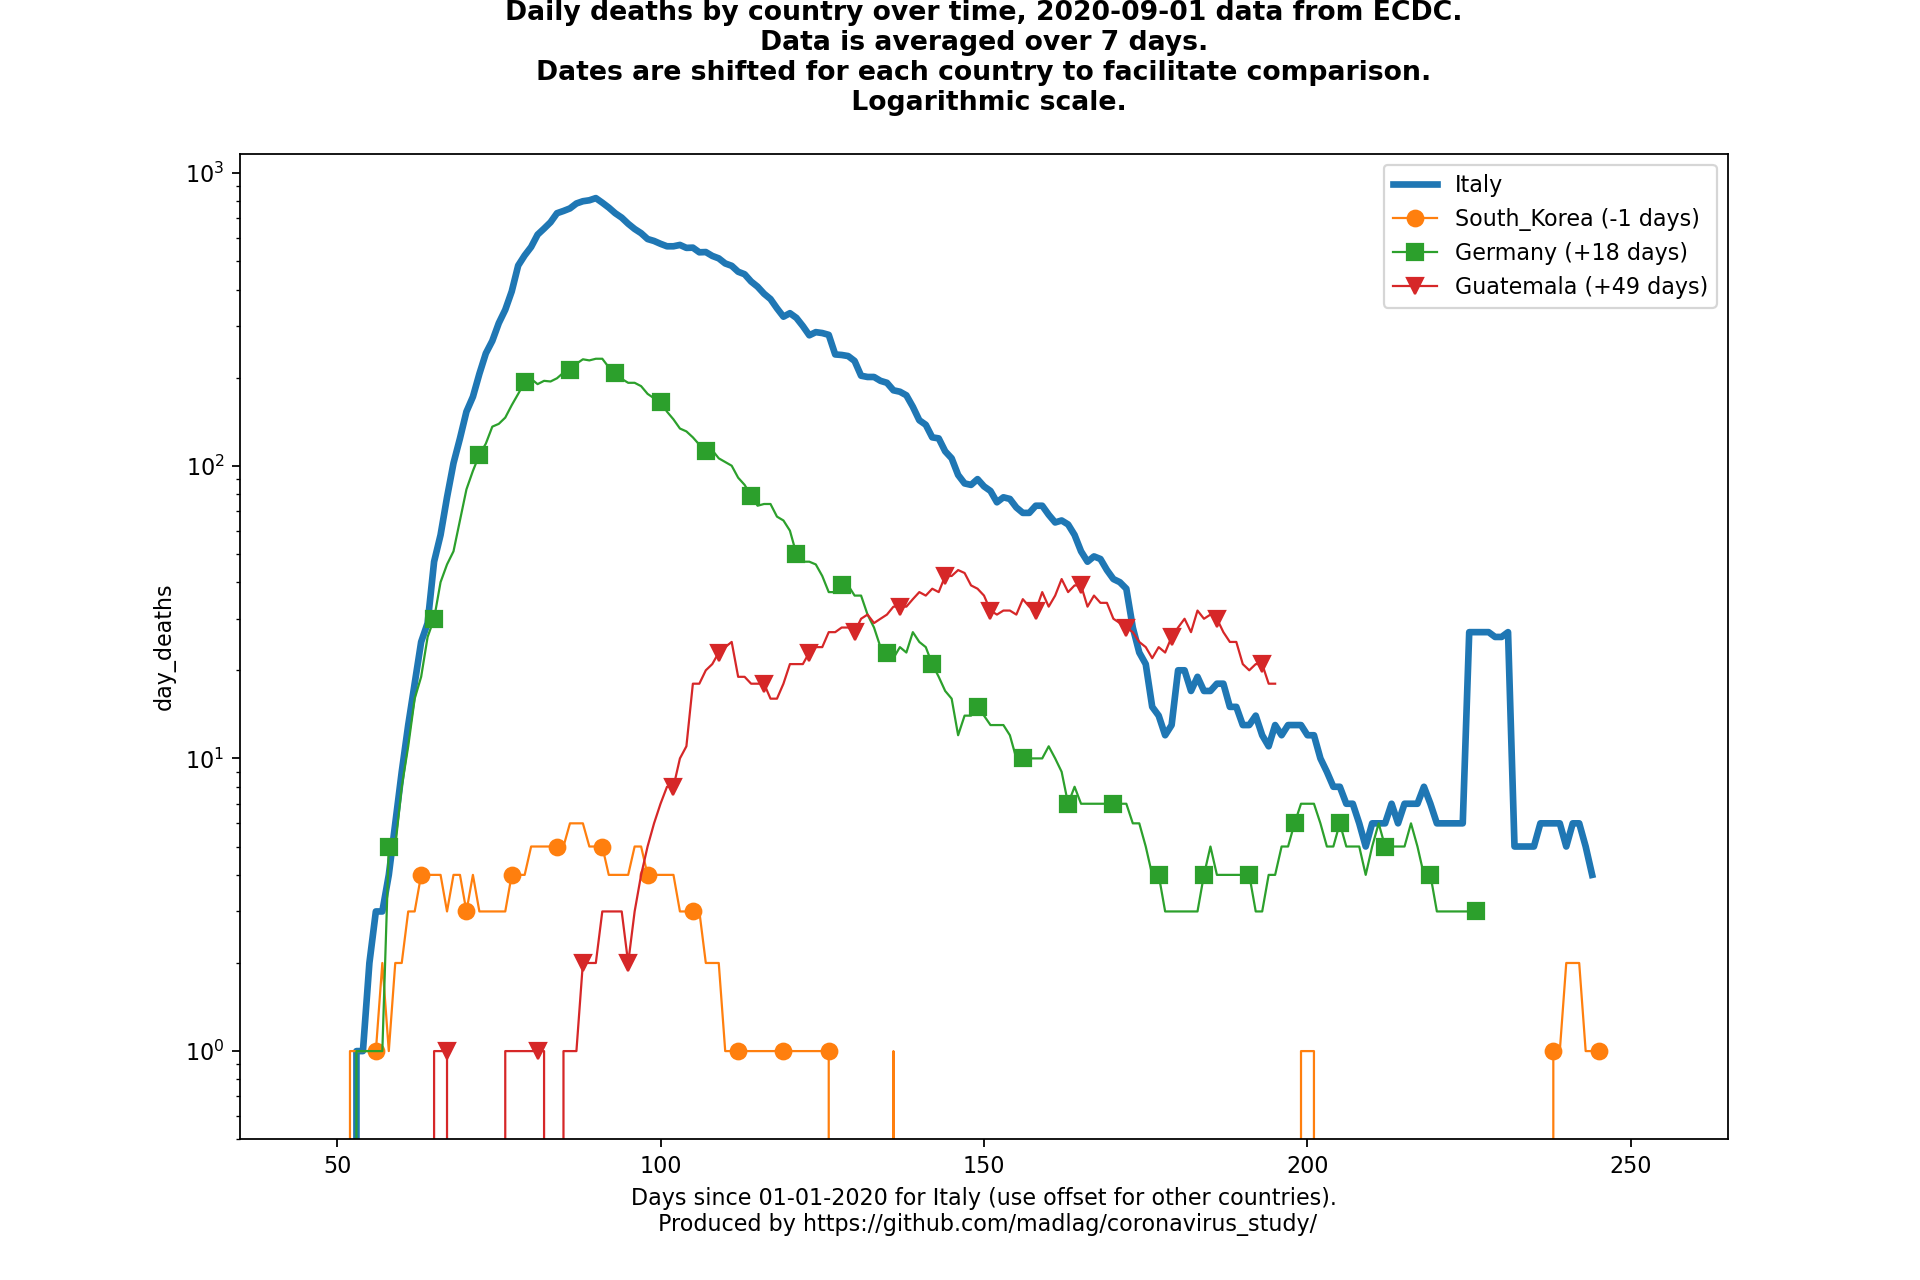 Daily deaths by country over time, 2020-09-01 data from ECDC.
Data is averaged over 7 days.
Dates are shifted for each country to facilitate comparison.
Logarithmic scale.
10³
10²
10¹
10⁰
day_deaths
Italy
South_Korea (-1 days)
Germany (+18 days)
Guatemala (+49 days)
50 100 150 200 250
Days since 01-01-2020 for Italy (use offset for other countries).
Produced by https://github.com/madlag/coronavirus_study/